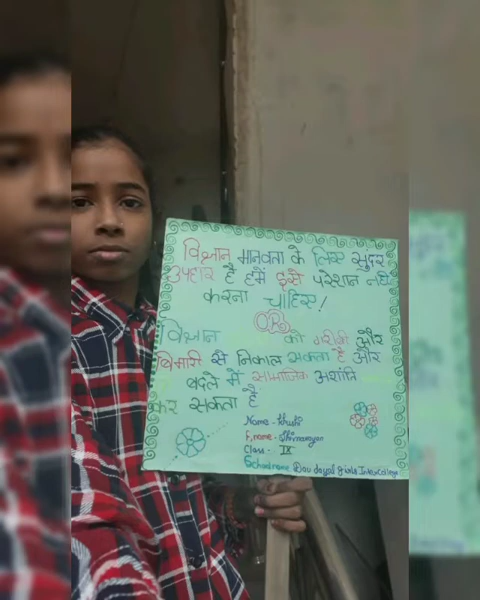 विज्ञान मानवता के लिए सुंदर
उपहार है हमें इसे परेशान नही
करना चाहिए!
OR
विज्ञान को गरीबी और
बिमारी से निकाल सकता है और
बदले में सामाजिक अशांति
कर सकता है
Name - Khushi
F.name - Shivnarayan
Class - IX
School name Dau dayal girls Inter College